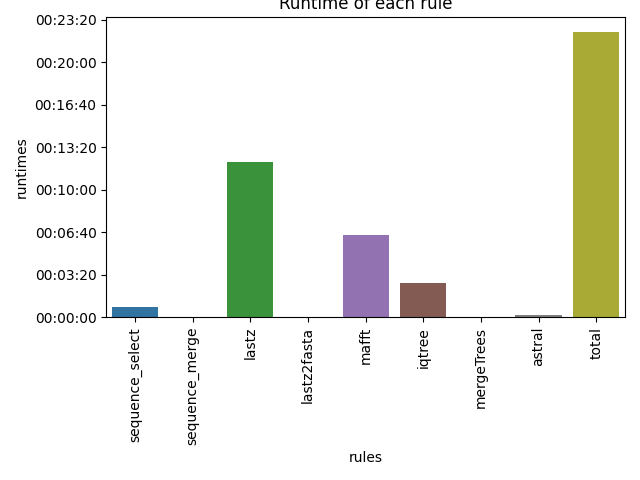 Runtime of each rule
00:23:20
00:20:00
00:16:40
00:13:20
00:10:00
00:06:40
00:03:20
00:00:00
runtimes
sequence_select
sequence_merge
lastz
lastz2fasta
mafft
iqtree
mergeTrees
astral
total
rules